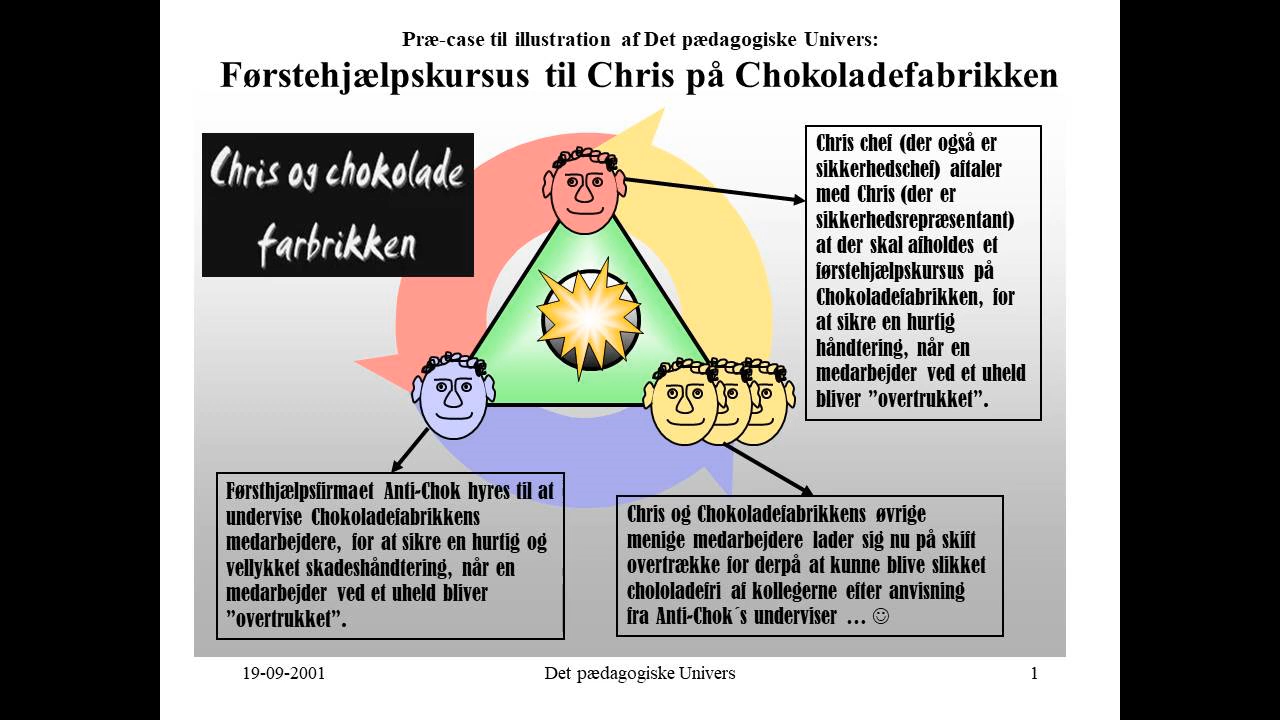 Præ-case til illustration af Det pædagogiske Univers:
Førstehjælpskursus til Chris på Chokoladefabrikken
Chris og chokolade
farbrikken
Chris chef (der også er
sikkerhedschef) aftaler
med Chris (der er
sikkerhedsrepræsentant)
at der skal afholdes et
førstehjælpskursus på
Chokoladefabrikken, for
at sikre en hurtig
håndtering, når en
medarbejder ved et uheld
bliver ”overtrukket”.
Førsthjælpsfirmaet Anti-Chok hyres til at
undervise Chokoladefabrikkens
medarbejdere, for at sikre en hurtig og
vellykket skadeshåndtering, når en
medarbejder ved et uheld bliver
”overtrukket”.
Chris og Chokoladefabrikkens øvrige
menige medarbejdere lader sig nu på skift
overtrække for derpå at kunne blive slikket
chololadefri af kollegerne efter anvisning
fra Anti-Chok´s underviser … ☺
19-09-2001
Det pædagogiske Univers
1